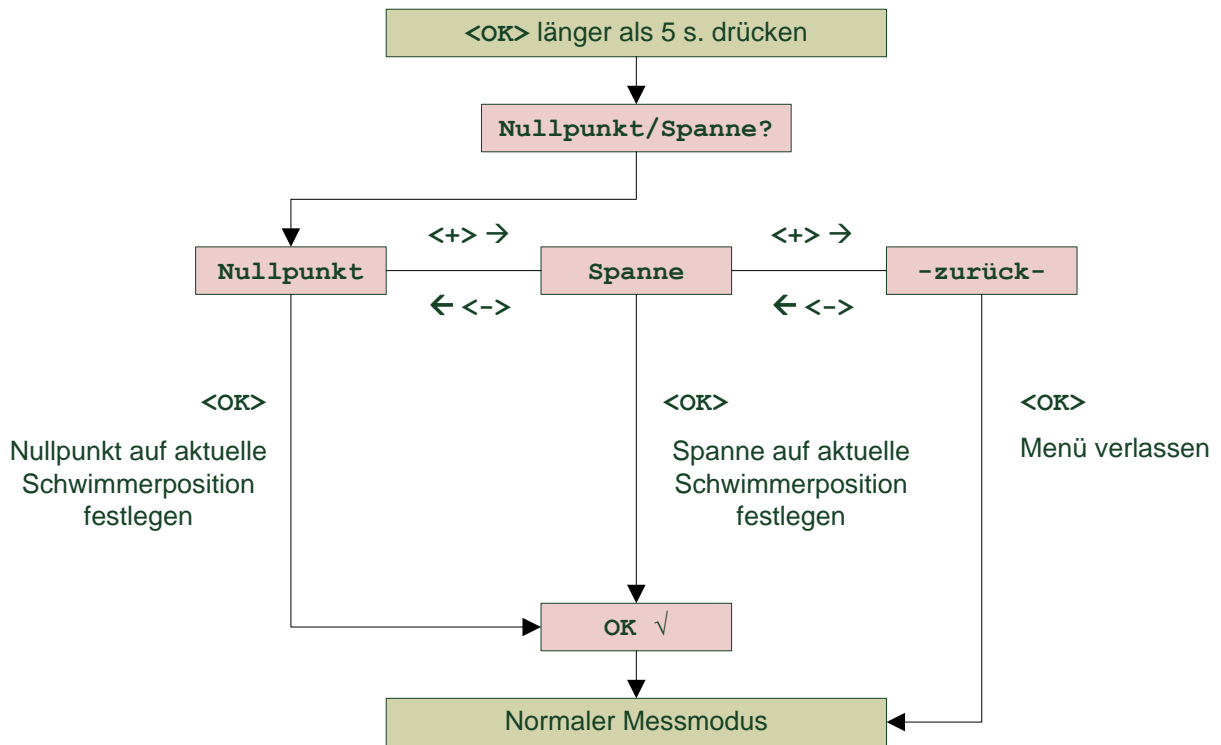 <OK> länger als 5 s. drücken
Nullpunkt/Spanne?
<+> →
<+> →
Nullpunkt
Spanne
-zurück-
← <->
← <->
<OK>
Nullpunkt auf aktuelle
Schwimmerposition
festlegen
<OK>
Spanne auf aktuelle
Schwimmerposition
festlegen
<OK>
Menü verlassen
OK √
Normaler Messmodus